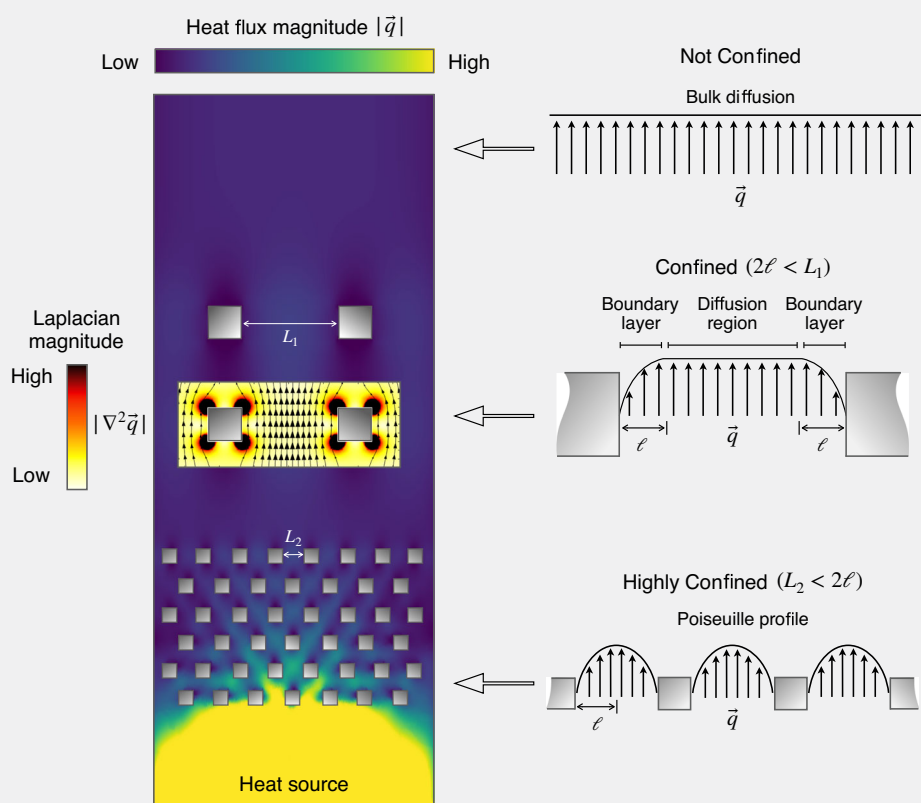 Heat flux magnitude |q⃗|
Low
High
Not Confined
Bulk diffusion
q⃗
Confined (2ℓ < L₁)
Boundary layer
Diffusion region
Boundary layer
ℓ
q⃗
ℓ
L₁
Laplacian
magnitude
High
|∇²q⃗|
Low
L₂
Highly Confined (L₂ < 2ℓ)
Poiseuille profile
ℓ
q⃗
Heat source